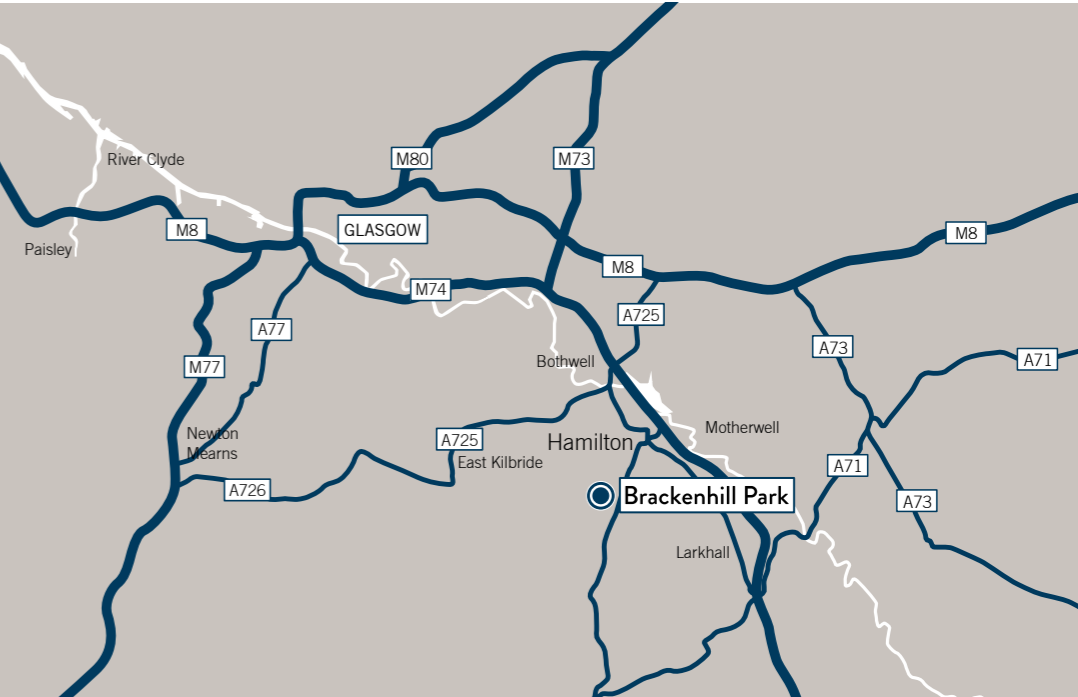 M80
M73
River Clyde
M8
GLASGOW
M8
Paisley
M8
M74
A725
A77
A73
Bothwell
A71
M77
Newton
Mearns
A725
Hamilton
Motherwell
East Kilbride
A71
A726
Brackenhill Park
A73
Larkhall